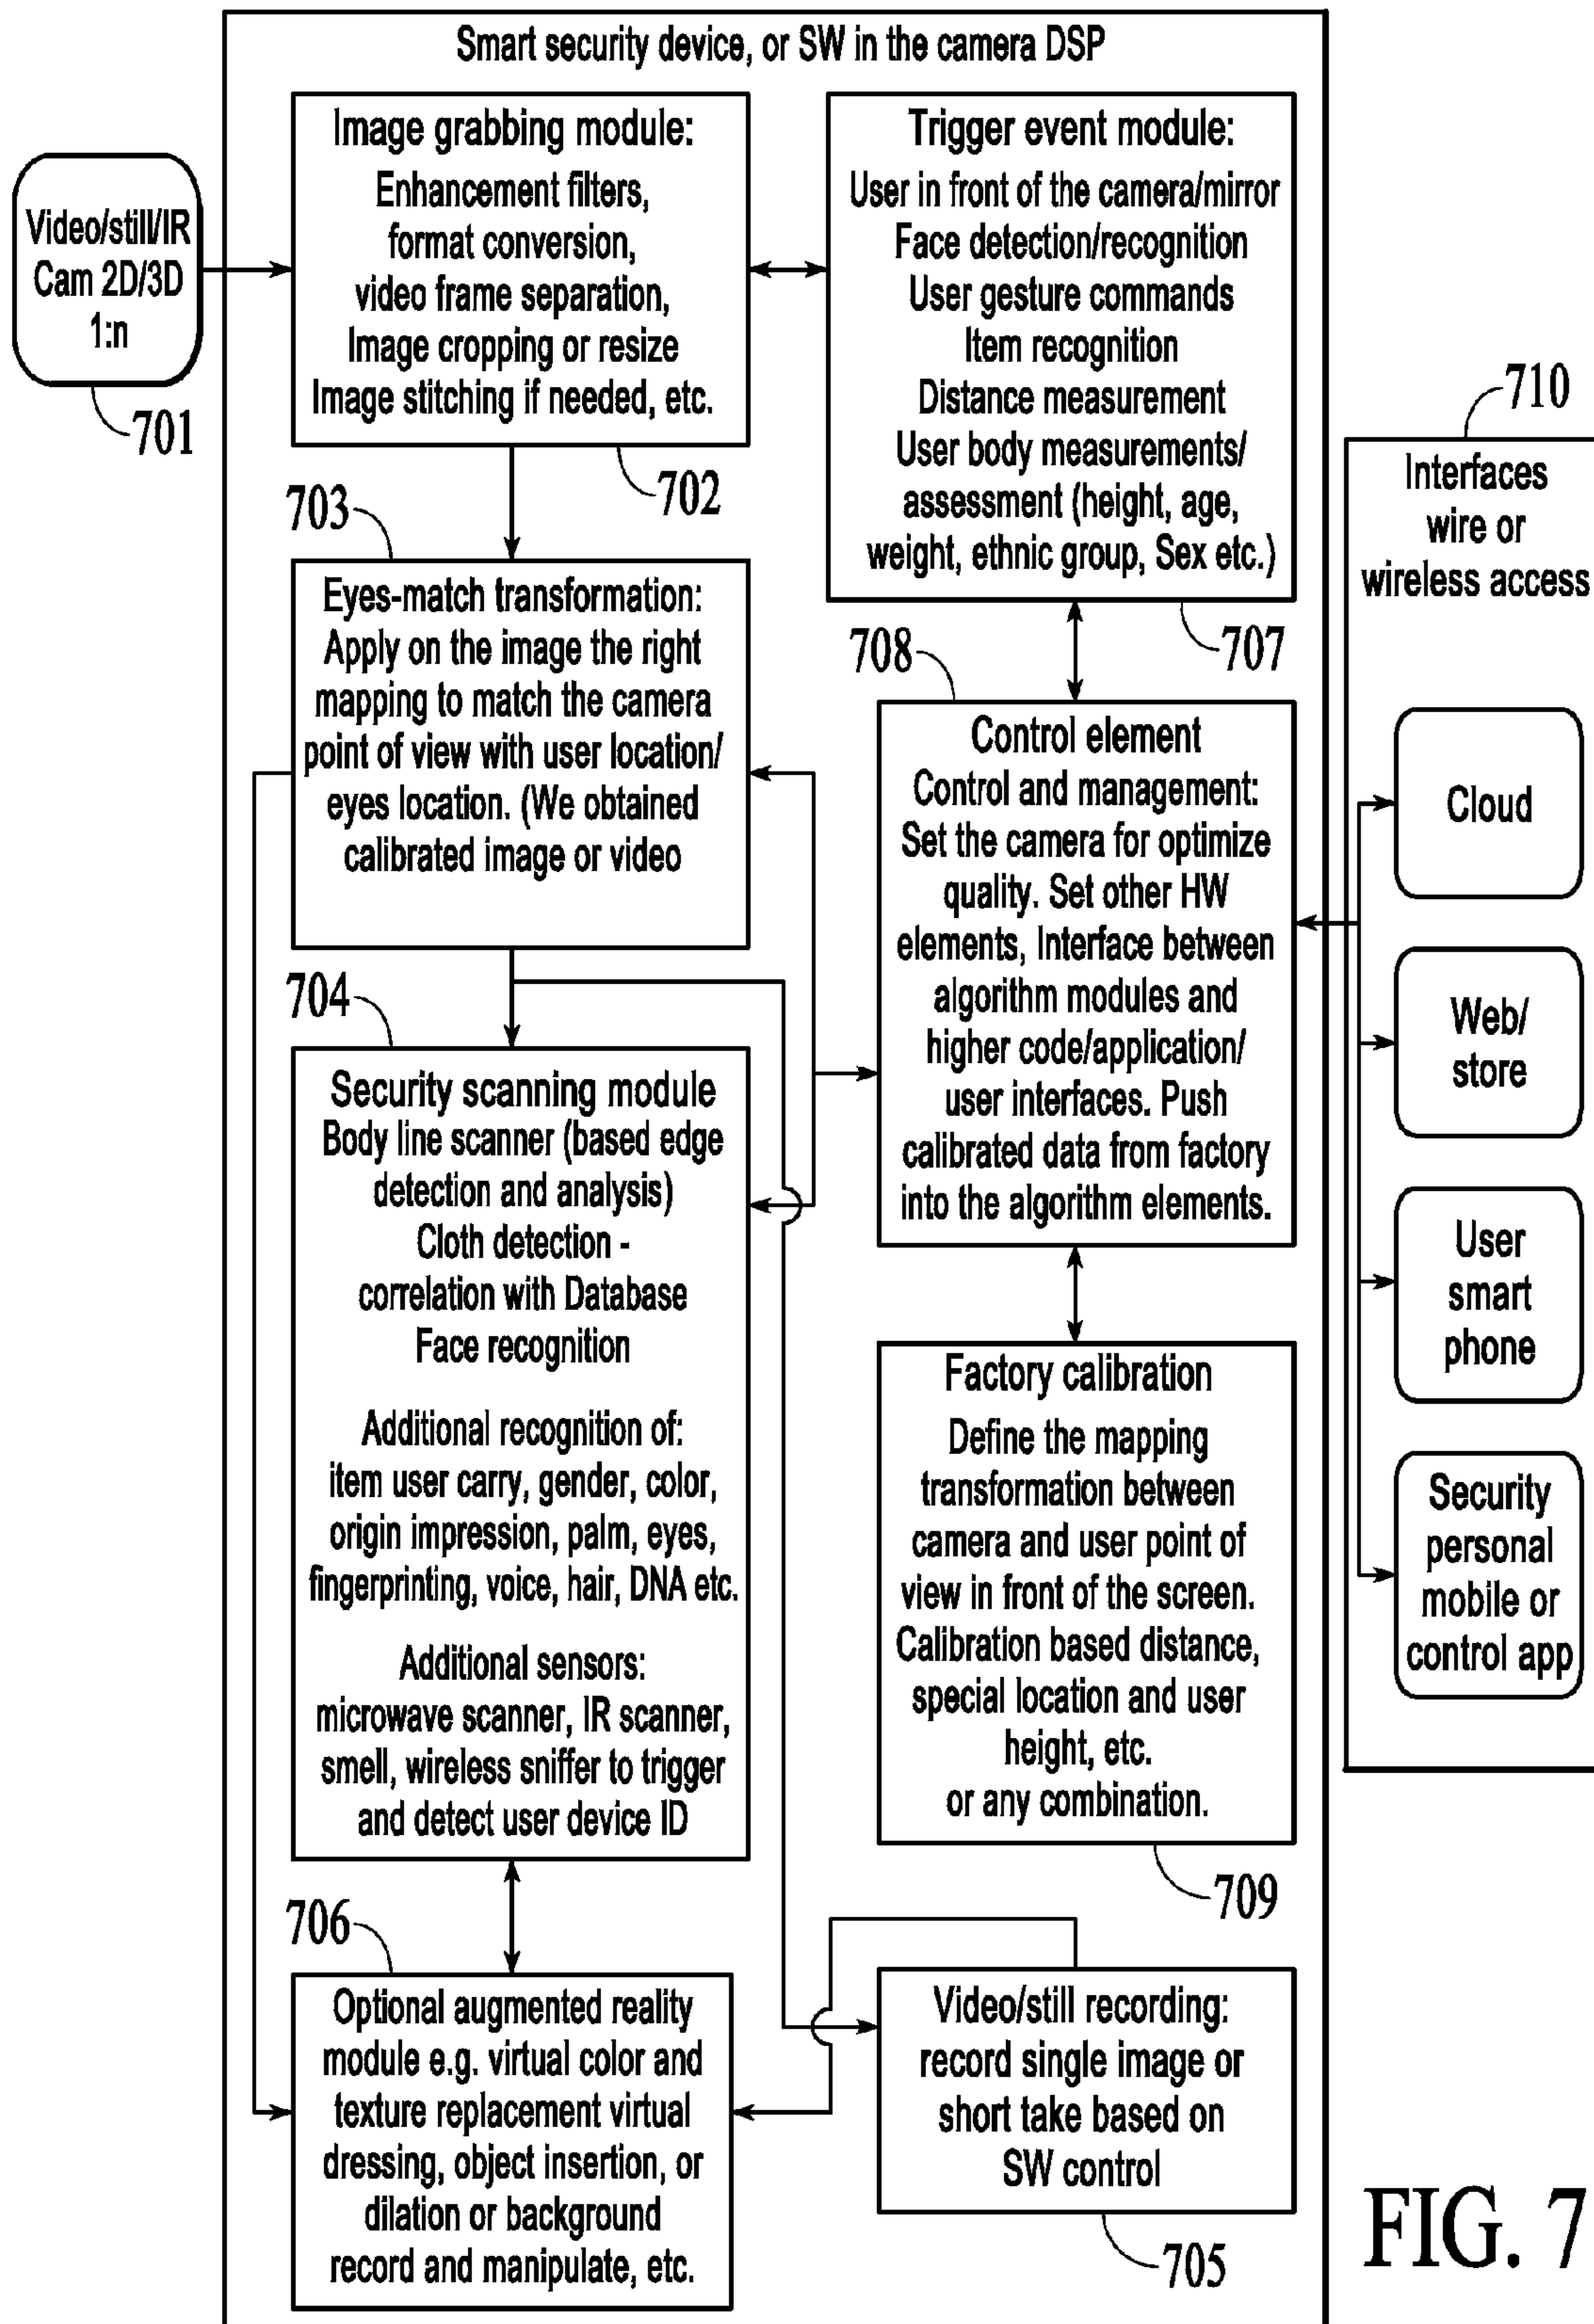 Smart security device, or SW in the camera DSP
Video/still/IR
Cam 2D/3D
1:n
701
Image grabbing module:
Enhancement filters,
format conversion,
video frame separation,
Image cropping or resize
Image stitching if needed, etc.
702
Trigger event module:
User in front of the camera/mirror
Face detection/recognition
User gesture commands
Item recognition
Distance measurement
User body measurements/
assessment (height, age,
weight, ethnic group, Sex etc.)
707
703
Eyes-match transformation:
Apply on the image the right
mapping to match the camera
point of view with user location/
eyes location. (We obtained
calibrated image or video
708
Control element
Control and management:
Set the camera for optimize
quality. Set other HW
elements, Interface between
algorithm modules and
higher code/application/
user interfaces. Push
calibrated data from factory
into the algorithm elements.
704
Security scanning module
Body line scanner (based edge
detection and analysis)
Cloth detection -
correlation with Database
Face recognition
Additional recognition of:
item user carry, gender, color,
origin impression, palm, eyes,
fingerprinting, voice, hair, DNA etc.
Additional sensors:
microwave scanner, IR scanner,
smell, wireless sniffer to trigger
and detect user device ID
Factory calibration
Define the mapping
transformation between
camera and user point of
view in front of the screen.
Calibration based distance,
special location and user
height, etc.
or any combination.
709
706
Optional augmented reality
module e.g. virtual color and
texture replacement virtual
dressing, object insertion, or
dilation or background
record and manipulate, etc.
Video/still recording:
record single image or
short take based on
SW control
705
710
Interfaces
wire or
wireless access
Cloud
Web/
store
User
smart
phone
Security
personal
mobile or
control app
FIG. 7